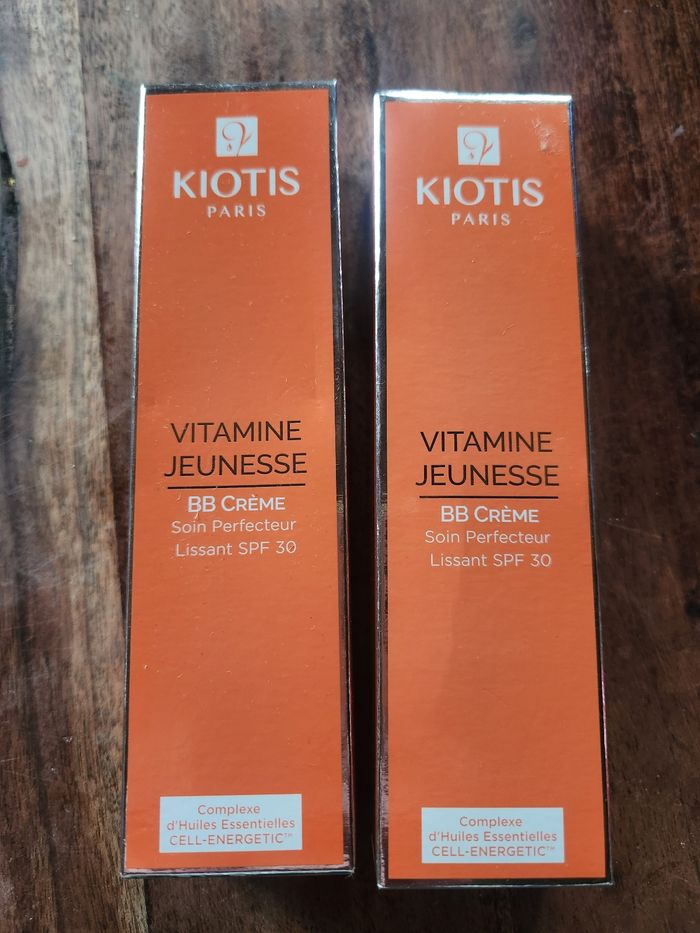 KIOTIS
PARIS
VITAMINE
JEUNESSE
BB CRÈME
Soin Perfecteur
Lissant SPF 30
Complexe
d'Huiles Essentielles
CELL-ENERGETIC™
KIOTIS
PARIS
VITAMINE
JEUNESSE
BB CRÈME
Soin Perfecteur
Lissant SPF 30
Complexe
d'Huiles Essentielles
CELL-ENERGETIC™